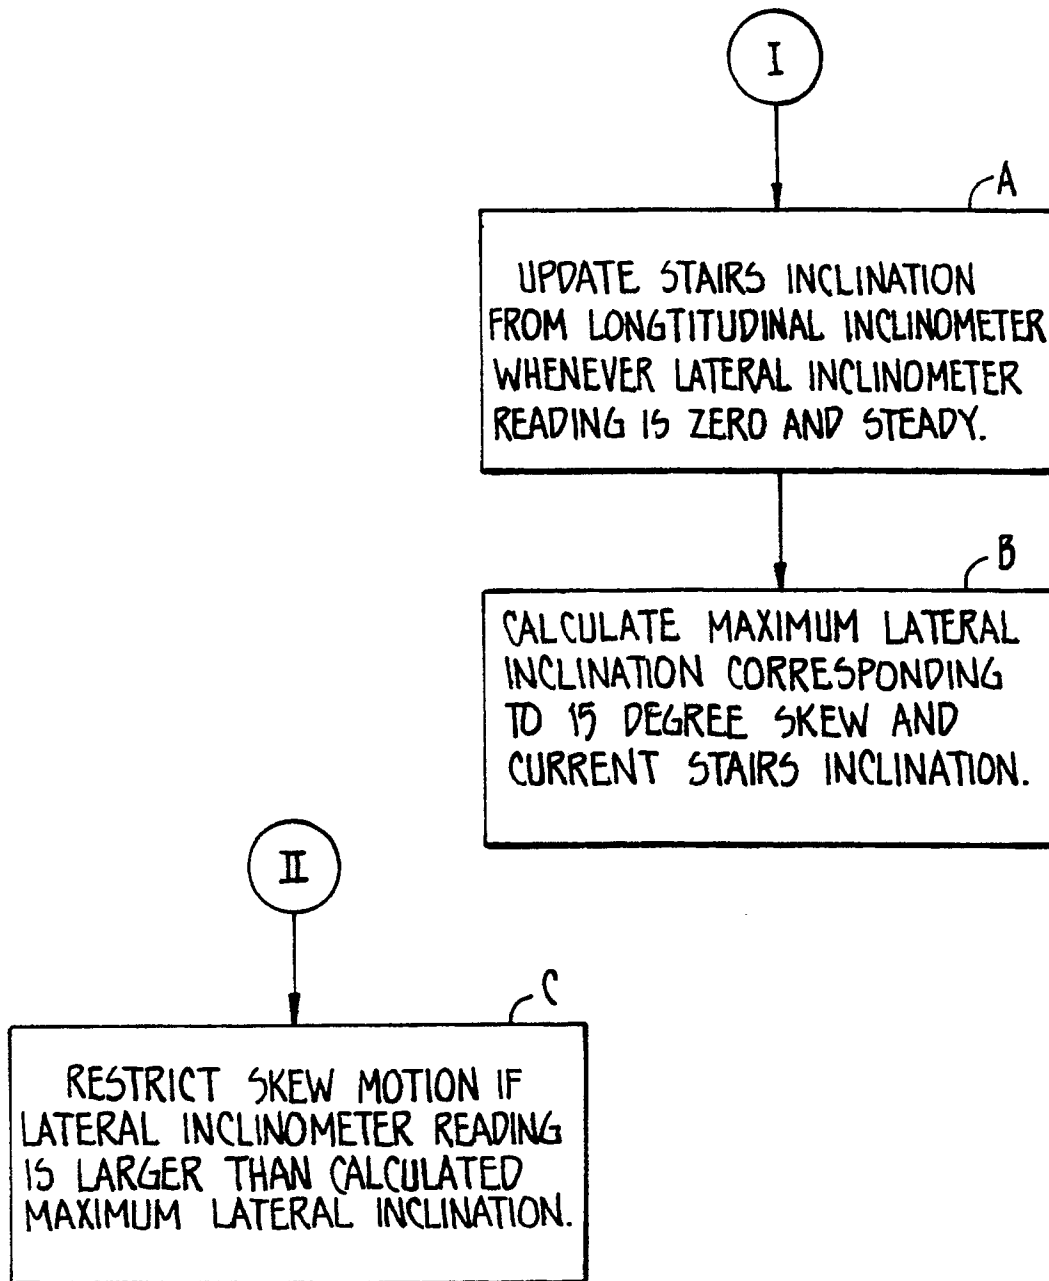 I
A
UPDATE STAIRS INCLINATION
FROM LONGTITUDINAL INCLINOMETER
WHENEVER LATERAL INCLINOMETER
READING IS ZERO AND STEADY.
B
CALCULATE MAXIMUM LATERAL
INCLINATION CORRESPONDING
TO 15 DEGREE SKEW AND
CURRENT STAIRS INCLINATION.
II
C
RESTRICT SKEW MOTION IF
LATERAL INCLINOMETER READING
IS LARGER THAN CALCULATED
MAXIMUM LATERAL INCLINATION.